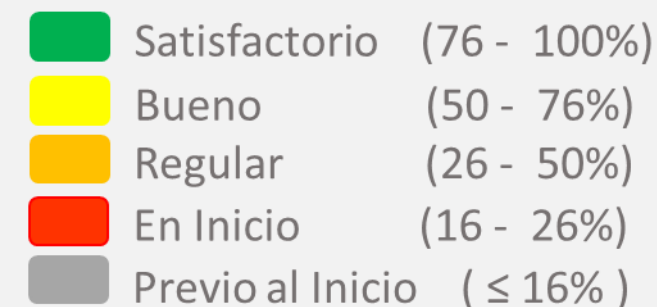 Satisfactorio (76 - 100%)
Bueno (50 - 76%)
Regular (26 - 50%)
En Inicio (16 - 26%)
Previo al Inicio ( ≤ 16% )